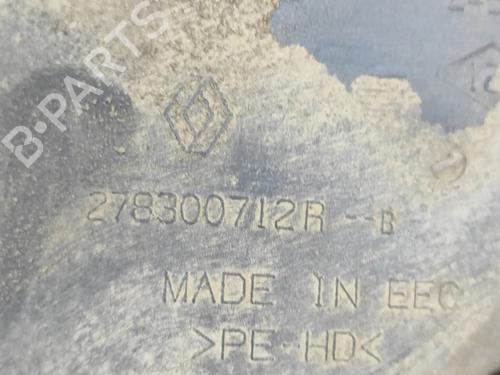 B-PARTS
278300712R--B
MADE IN EEC
>PE-HD<